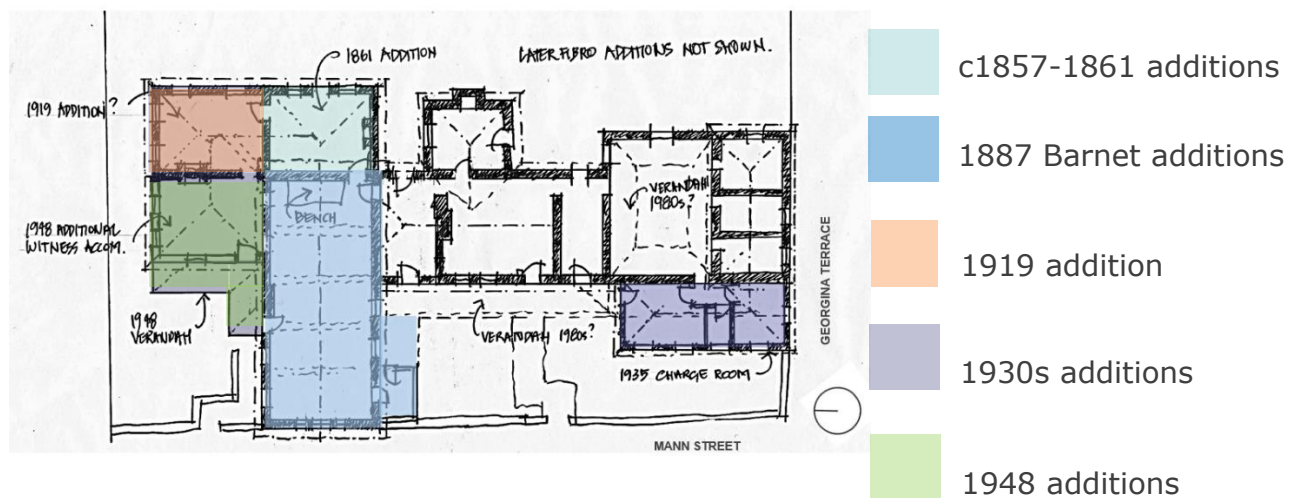 1861 ADDITION
LATER FIBRO ADDITIONS NOT SHOWN.
1919 ADDITION?
BENCH
VERANDAH
1980s?
1948 ADDITIONAL
WITNESS ACCOM.
1948
VERANDAH
VERANDAH 1980s?
1935 CHARGE ROOM
GEORGINA TERRACE
MANN STREET
c1857-1861 additions
1887 Barnet additions
1919 addition
1930s additions
1948 additions